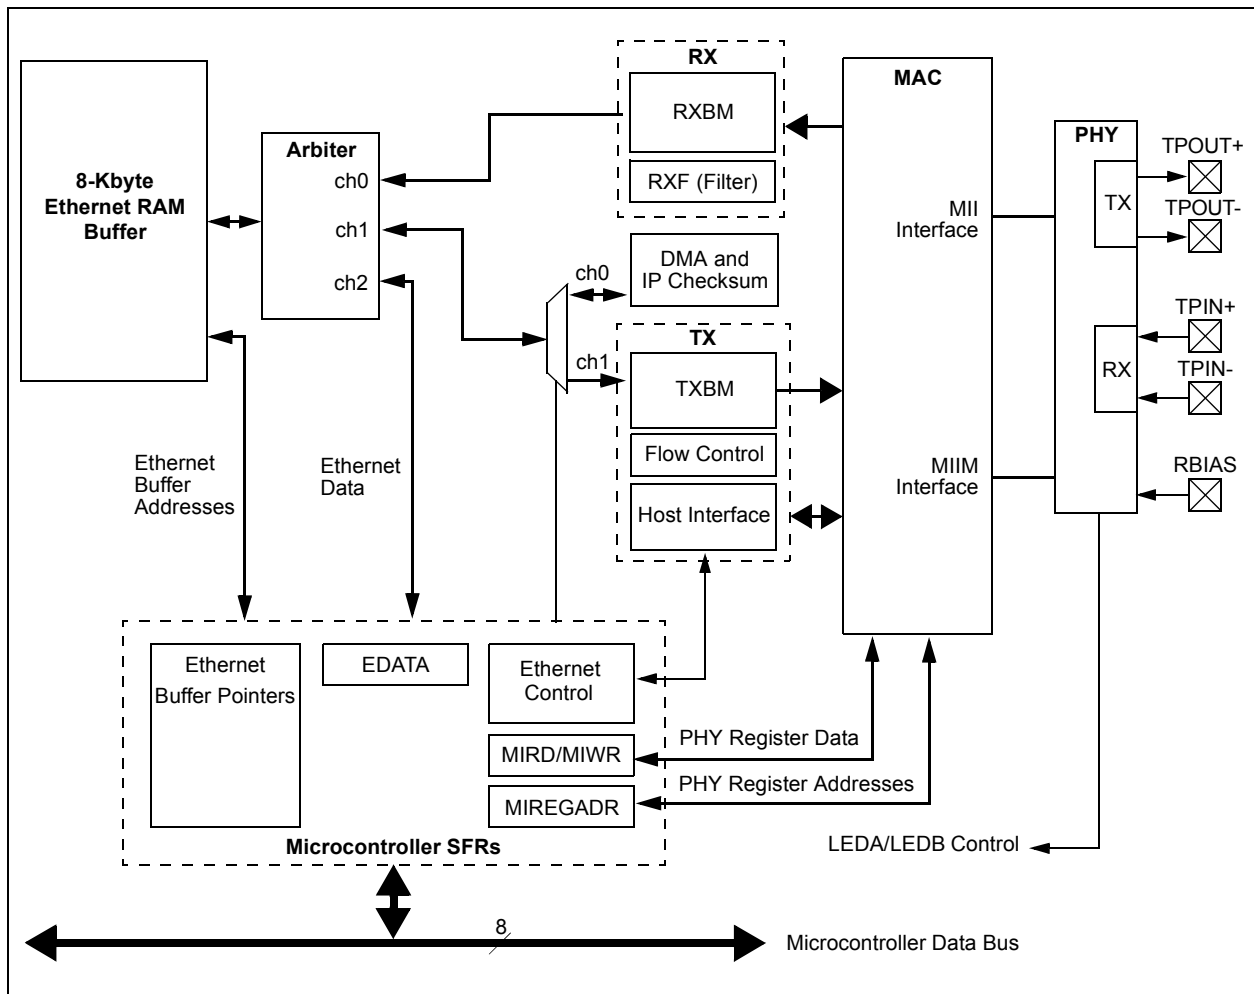 8-Kbyte
Ethernet RAM
Buffer
Arbiter
ch0
ch1
ch2
RX
RXBM
RXF (Filter)
DMA and
IP Checksum
ch0
ch1
TX
TXBM
Flow Control
Host Interface
MAC
MII
Interface
MIIM
Interface
PHY
TX
RX
TPOUT+
TPOUT-
TPIN+
TPIN-
RBIAS
Ethernet
Buffer
Addresses
Ethernet
Data
Ethernet
Buffer Pointers
EDATA
Ethernet
Control
MIRD/MIWR
MIREGADR
Microcontroller SFRs
PHY Register Data
PHY Register Addresses
LEDA/LEDB Control
8
Microcontroller Data Bus